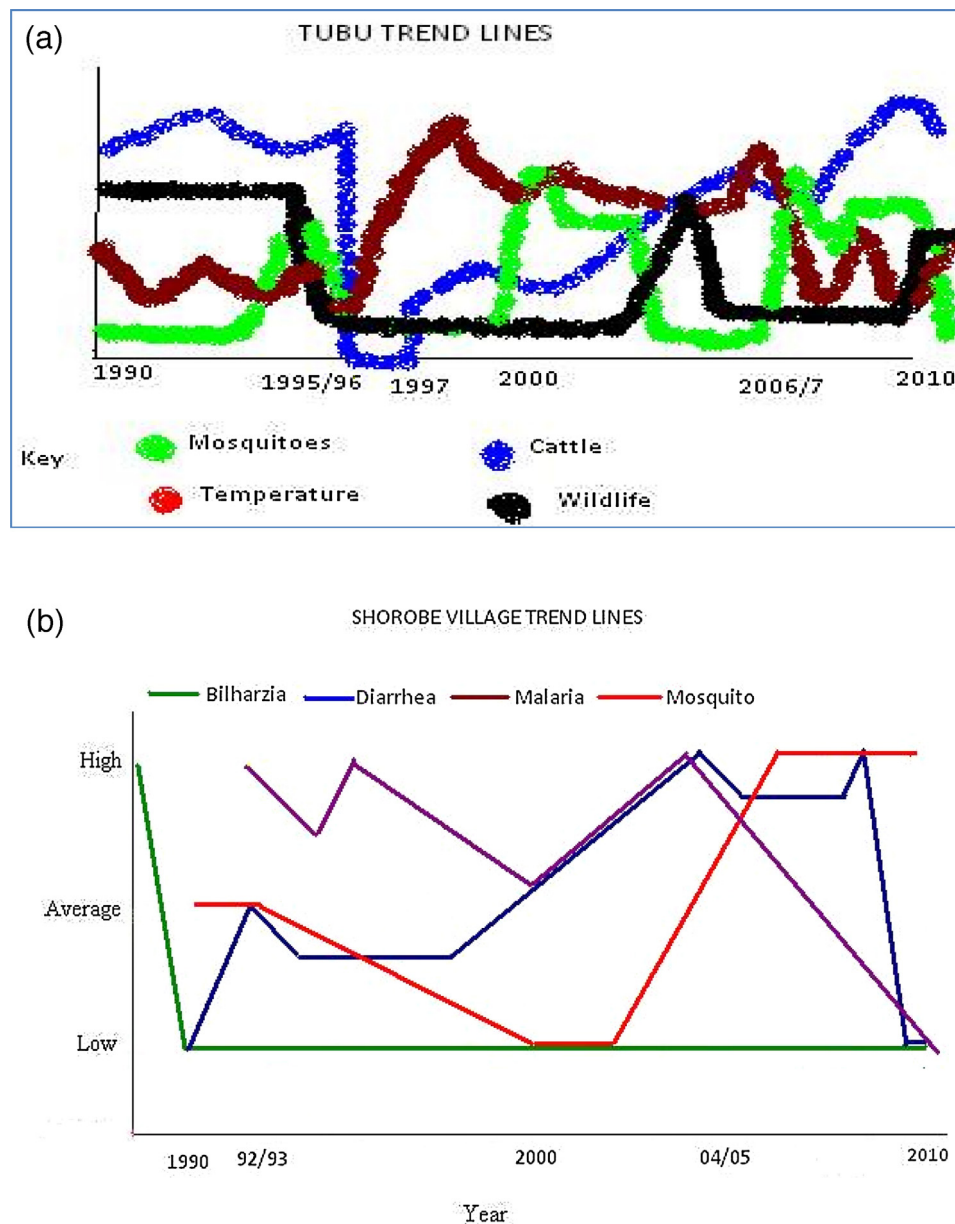 (a)
TUBU TREND LINES
1990 1995/96 1997 2000 2006/7 2010
Key
Mosquitoes Cattle
Temperature Wildlife
(b)
SHOROBE VILLAGE TREND LINES
Bilharzia Diarrhea Malaria Mosquito
High
Average
Low
1990 92/93 2000 04/05 2010
Year